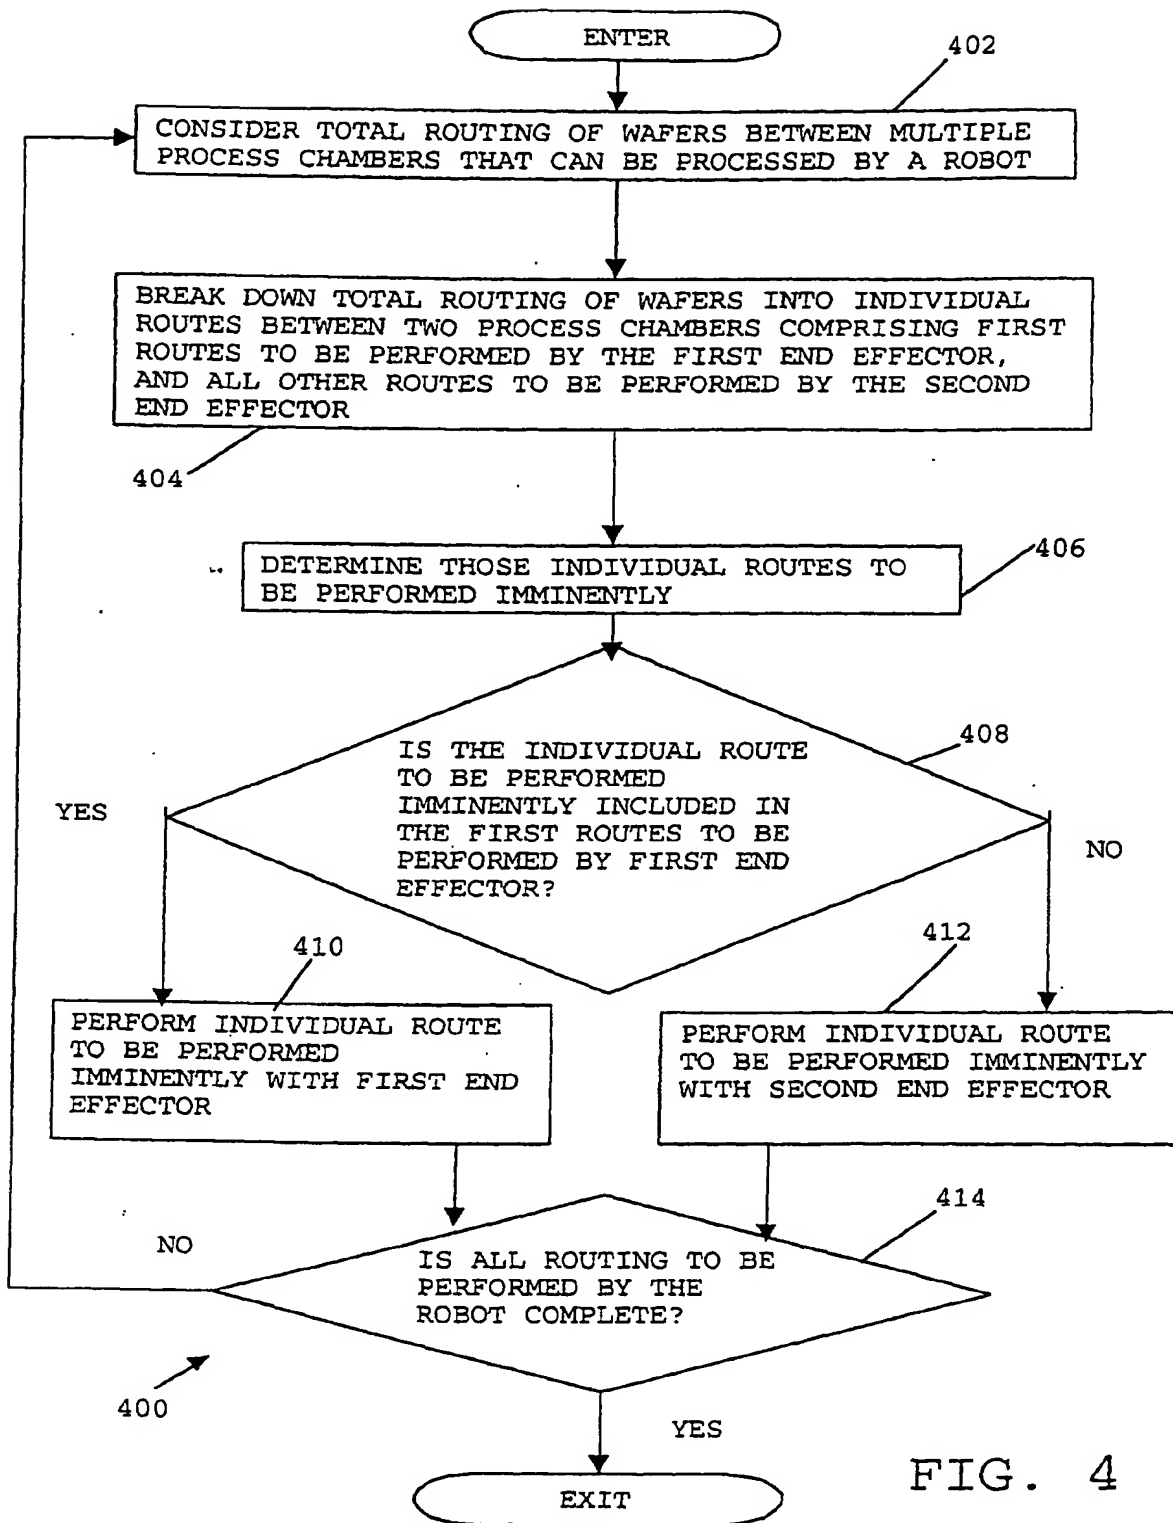 ENTER
402
CONSIDER TOTAL ROUTING OF WAFERS BETWEEN MULTIPLE
PROCESS CHAMBERS THAT CAN BE PROCESSED BY A ROBOT
BREAK DOWN TOTAL ROUTING OF WAFERS INTO INDIVIDUAL
ROUTES BETWEEN TWO PROCESS CHAMBERS COMPRISING FIRST
ROUTES TO BE PERFORMED BY THE FIRST END EFFECTOR,
AND ALL OTHER ROUTES TO BE PERFORMED BY THE SECOND
END EFFECTOR
404
406
DETERMINE THOSE INDIVIDUAL ROUTES TO
BE PERFORMED IMMINENTLY
408
IS THE INDIVIDUAL ROUTE
TO BE PERFORMED
IMMINENTLY INCLUDED IN
THE FIRST ROUTES TO BE
PERFORMED BY FIRST END
EFFECTOR?
YES
NO
410
412
PERFORM INDIVIDUAL ROUTE
TO BE PERFORMED
IMMINENTLY WITH FIRST END
EFFECTOR
PERFORM INDIVIDUAL ROUTE
TO BE PERFORMED IMMINENTLY
WITH SECOND END EFFECTOR
414
NO
IS ALL ROUTING TO BE
PERFORMED BY THE
ROBOT COMPLETE?
400
YES
EXIT
FIG. 4